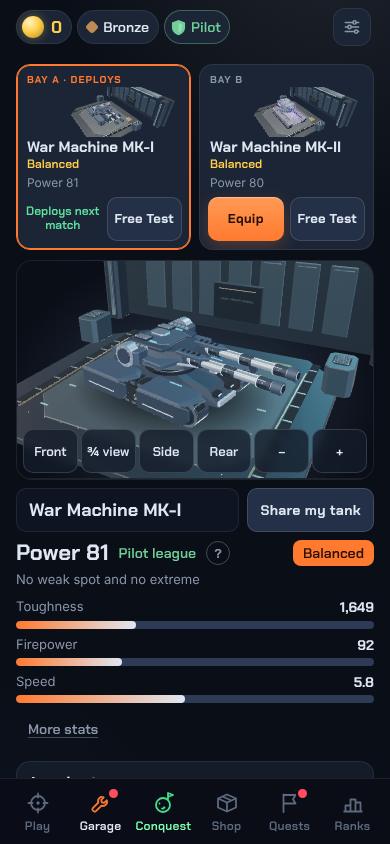 0 Bronze Pilot
BAY A · DEPLOYS
War Machine MK-I
Balanced
Power 81
Deploys next
match
Free Test
BAY B
War Machine MK-II
Balanced
Power 80
Equip
Free Test
Front ¾ view Side Rear − +
War Machine MK-I
Share my tank
Power 81 Pilot league ? Balanced
No weak spot and no extreme
Toughness 1,649
Firepower 92
Speed 5.8
More stats
Play Garage Conquest Shop Quests Ranks